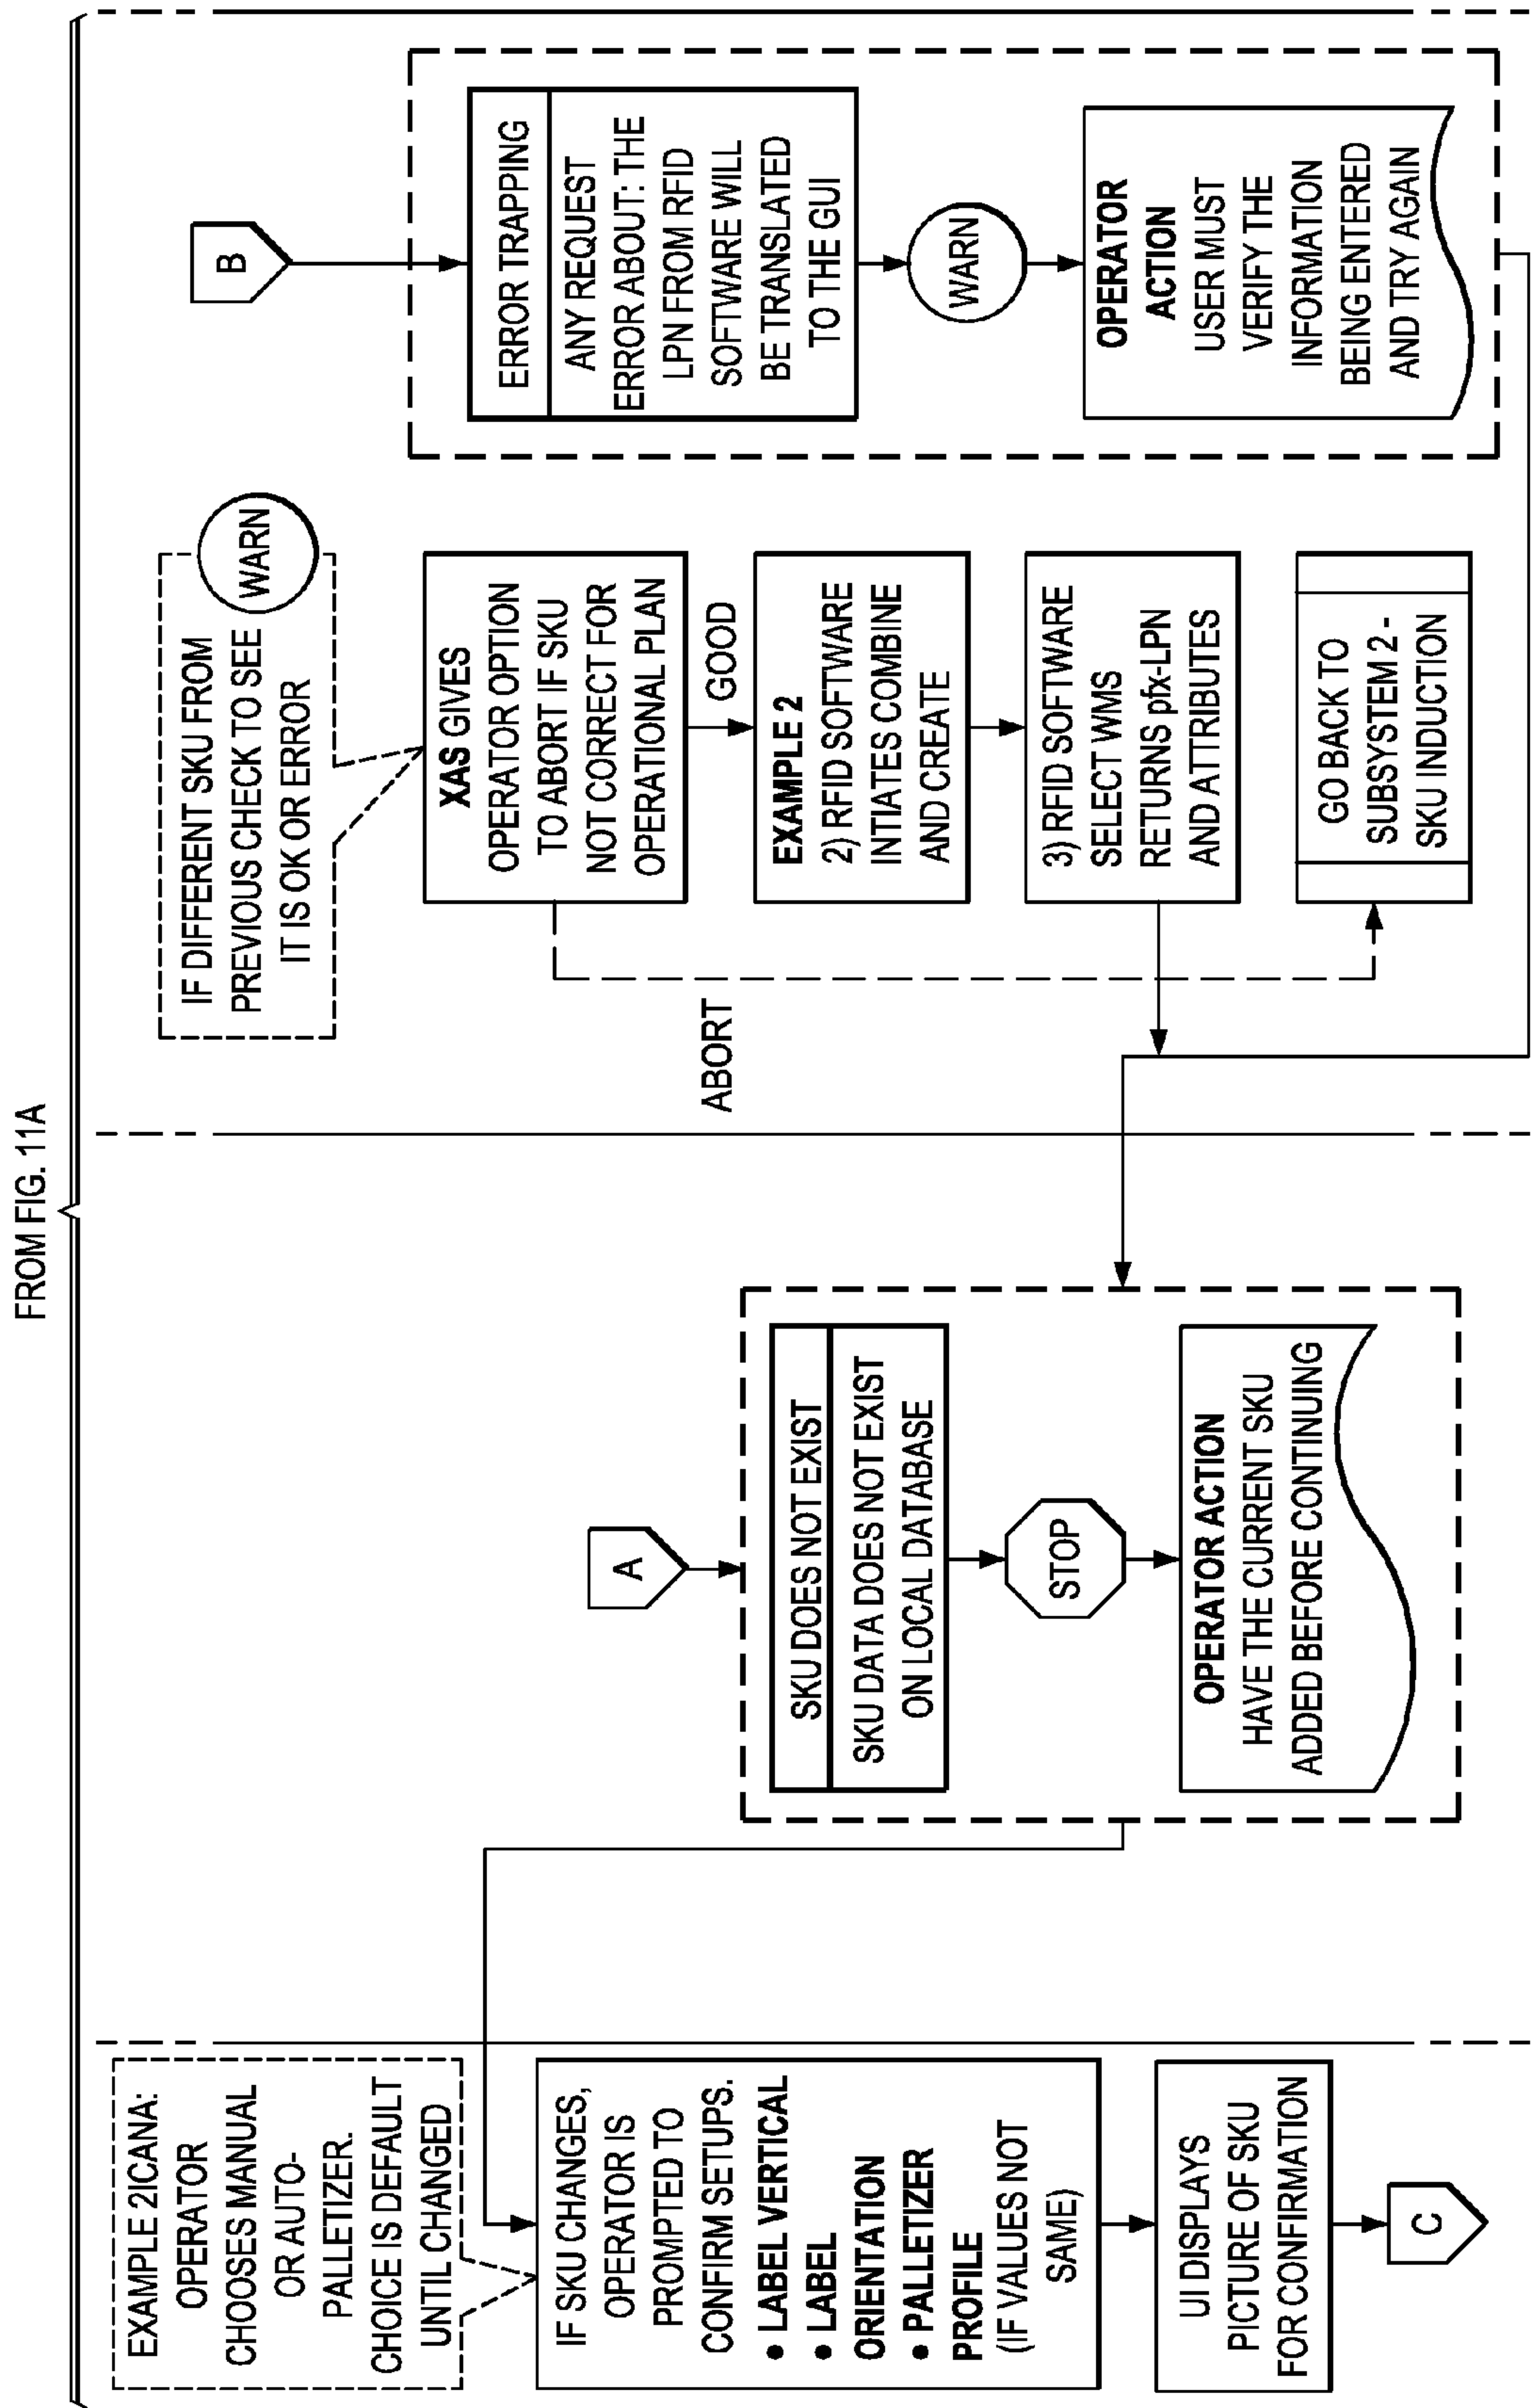 FROM FIG. 11A
EXAMPLE 2ICANA:
OPERATOR
CHOOSES MANUAL
OR AUTO-
PALLETIZER.
CHOICE IS DEFAULT
UNTIL CHANGED
IF SKU CHANGES,
OPERATOR IS
PROMPTED TO
CONFIRM SETUPS.
• LABEL VERTICAL
• LABEL
ORIENTATION
• PALLETIZER
PROFILE
(IF VALUES NOT
SAME)
UI DISPLAYS
PICTURE OF SKU
FOR CONFIRMATION
C
A
SKU DOES NOT EXIST
SKU DATA DOES NOT EXIST
ON LOCAL DATABASE
STOP
OPERATOR ACTION
HAVE THE CURRENT SKU
ADDED BEFORE CONTINUING
IF DIFFERENT SKU FROM
PREVIOUS CHECK TO SEE
IT IS OK OR ERROR
WARN
XAS GIVES
OPERATOR OPTION
TO ABORT IF SKU
NOT CORRECT FOR
OPERATIONAL PLAN
GOOD
ABORT
EXAMPLE 2
2) RFID SOFTWARE
INTIATES COMBINE
AND CREATE
3) RFID SOFTWARE
SELECT WMS
RETURNS pfx-LPN
AND ATTRIBUTES
GO BACK TO
SUBSYSTEM 2 -
SKU INDUCTION
B
ERROR TRAPPING
ANY REQUEST
ERROR ABOUT: THE
LPN FROM RFID
SOFTWARE WILL
BE TRANSLATED
TO THE GUI
WARN
OPERATOR
ACTION
USER MUST
VERIFY THE
INFORMATION
BEING ENTERED
AND TRY AGAIN